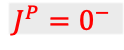 J^P = 0^-